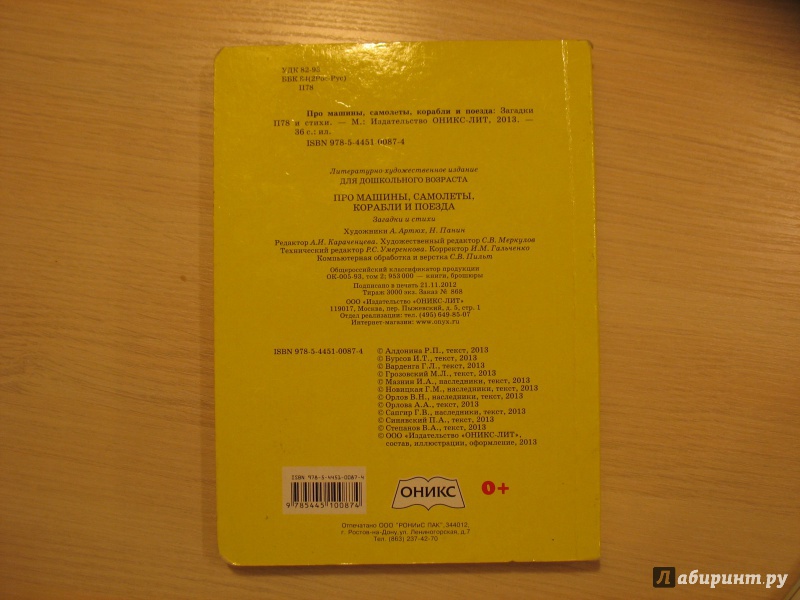 УДК 82-93
ББК 84(2Рос-Рус)
П78
Про машины, самолеты, корабли и поезда: Загадки
П78 и стихи. — М.: Издательство ОНИКС-ЛИТ, 2013. —
36 с.: ил.
ISBN 978-5-4451-0087-4
Литературно-художественное издание
ДЛЯ ДОШКОЛЬНОГО ВОЗРАСТА
ПРО МАШИНЫ, САМОЛЕТЫ,
КОРАБЛИ И ПОЕЗДА
Загадки и стихи
Художники А. Артюх, Н. Панин
Редактор А.Н. Караченцева. Художественный редактор С.В. Меркулов
Технический редактор Р.С. Умеренкова. Корректор И.М. Гальченко
Компьютерная обработка и верстка С.В. Пильт
Общероссийский классификатор продукции
ОК-005-93, том 2; 953 000 — книги, брошюры
Подписано в печать 21.11.2012
Тираж 3000 экз. Заказ № 868
ООО «Издательство «ОНИКС-ЛИТ»
119017, Москва, пер. Пыжевский, д. 5, стр. 1
Отдел реализации: тел. (495) 649-85-07
Интернет-магазин: www.onyx.ru
ISBN 978-5-4451-0087-4
© Алдонина Р.П., текст, 2013
© Бурсов И.Т., текст, 2013
© Варденга Г.Л., текст, 2013
© Грозовский М.Л., текст, 2013
© Мазнин И.А., наследники, текст, 2013
© Новицкая Г.М., наследники, текст, 2013
© Орлов В.Н., наследники, текст, 2013
© Орлова А.А., текст, 2013
© Сапгир Г.В., наследники, текст, 2013
© Синявский П.А., текст, 2013
© Степанов В.А., текст, 2013
© ООО «Издательство «ОНИКС-ЛИТ»,
состав, иллюстрации, оформление, 2013
ISBN 978-5-4451-0087-4
9 785445 100874
ОНИКС
0+
Отпечатано ООО "РОНИиС ПАК", 344012,
г. Ростов-на-Дону, ул. Лениногорская, д.7
Тел. (863) 237-42-70
Лабиринт.ру